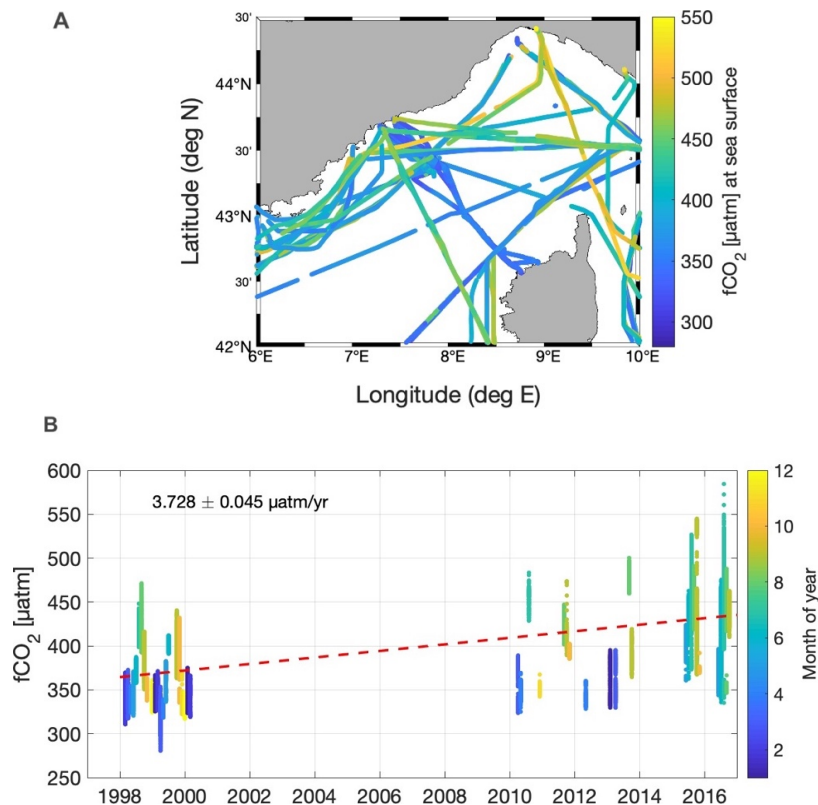 A
30'
44°N
30'
43°N
30'
42°N
6°E
7°E
8°E
9°E
10°E
Latitude (deg N)
Longitude (deg E)
550
500
450
400
350
300
fCO₂ [µatm] at sea surface
B
600
550
500
450
400
350
300
250
fCO₂ [µatm]
3.728 ± 0.045 µatm/yr
1998
2000
2002
2004
2006
2008
2010
2012
2014
2016
12
10
8
6
4
2
Month of year